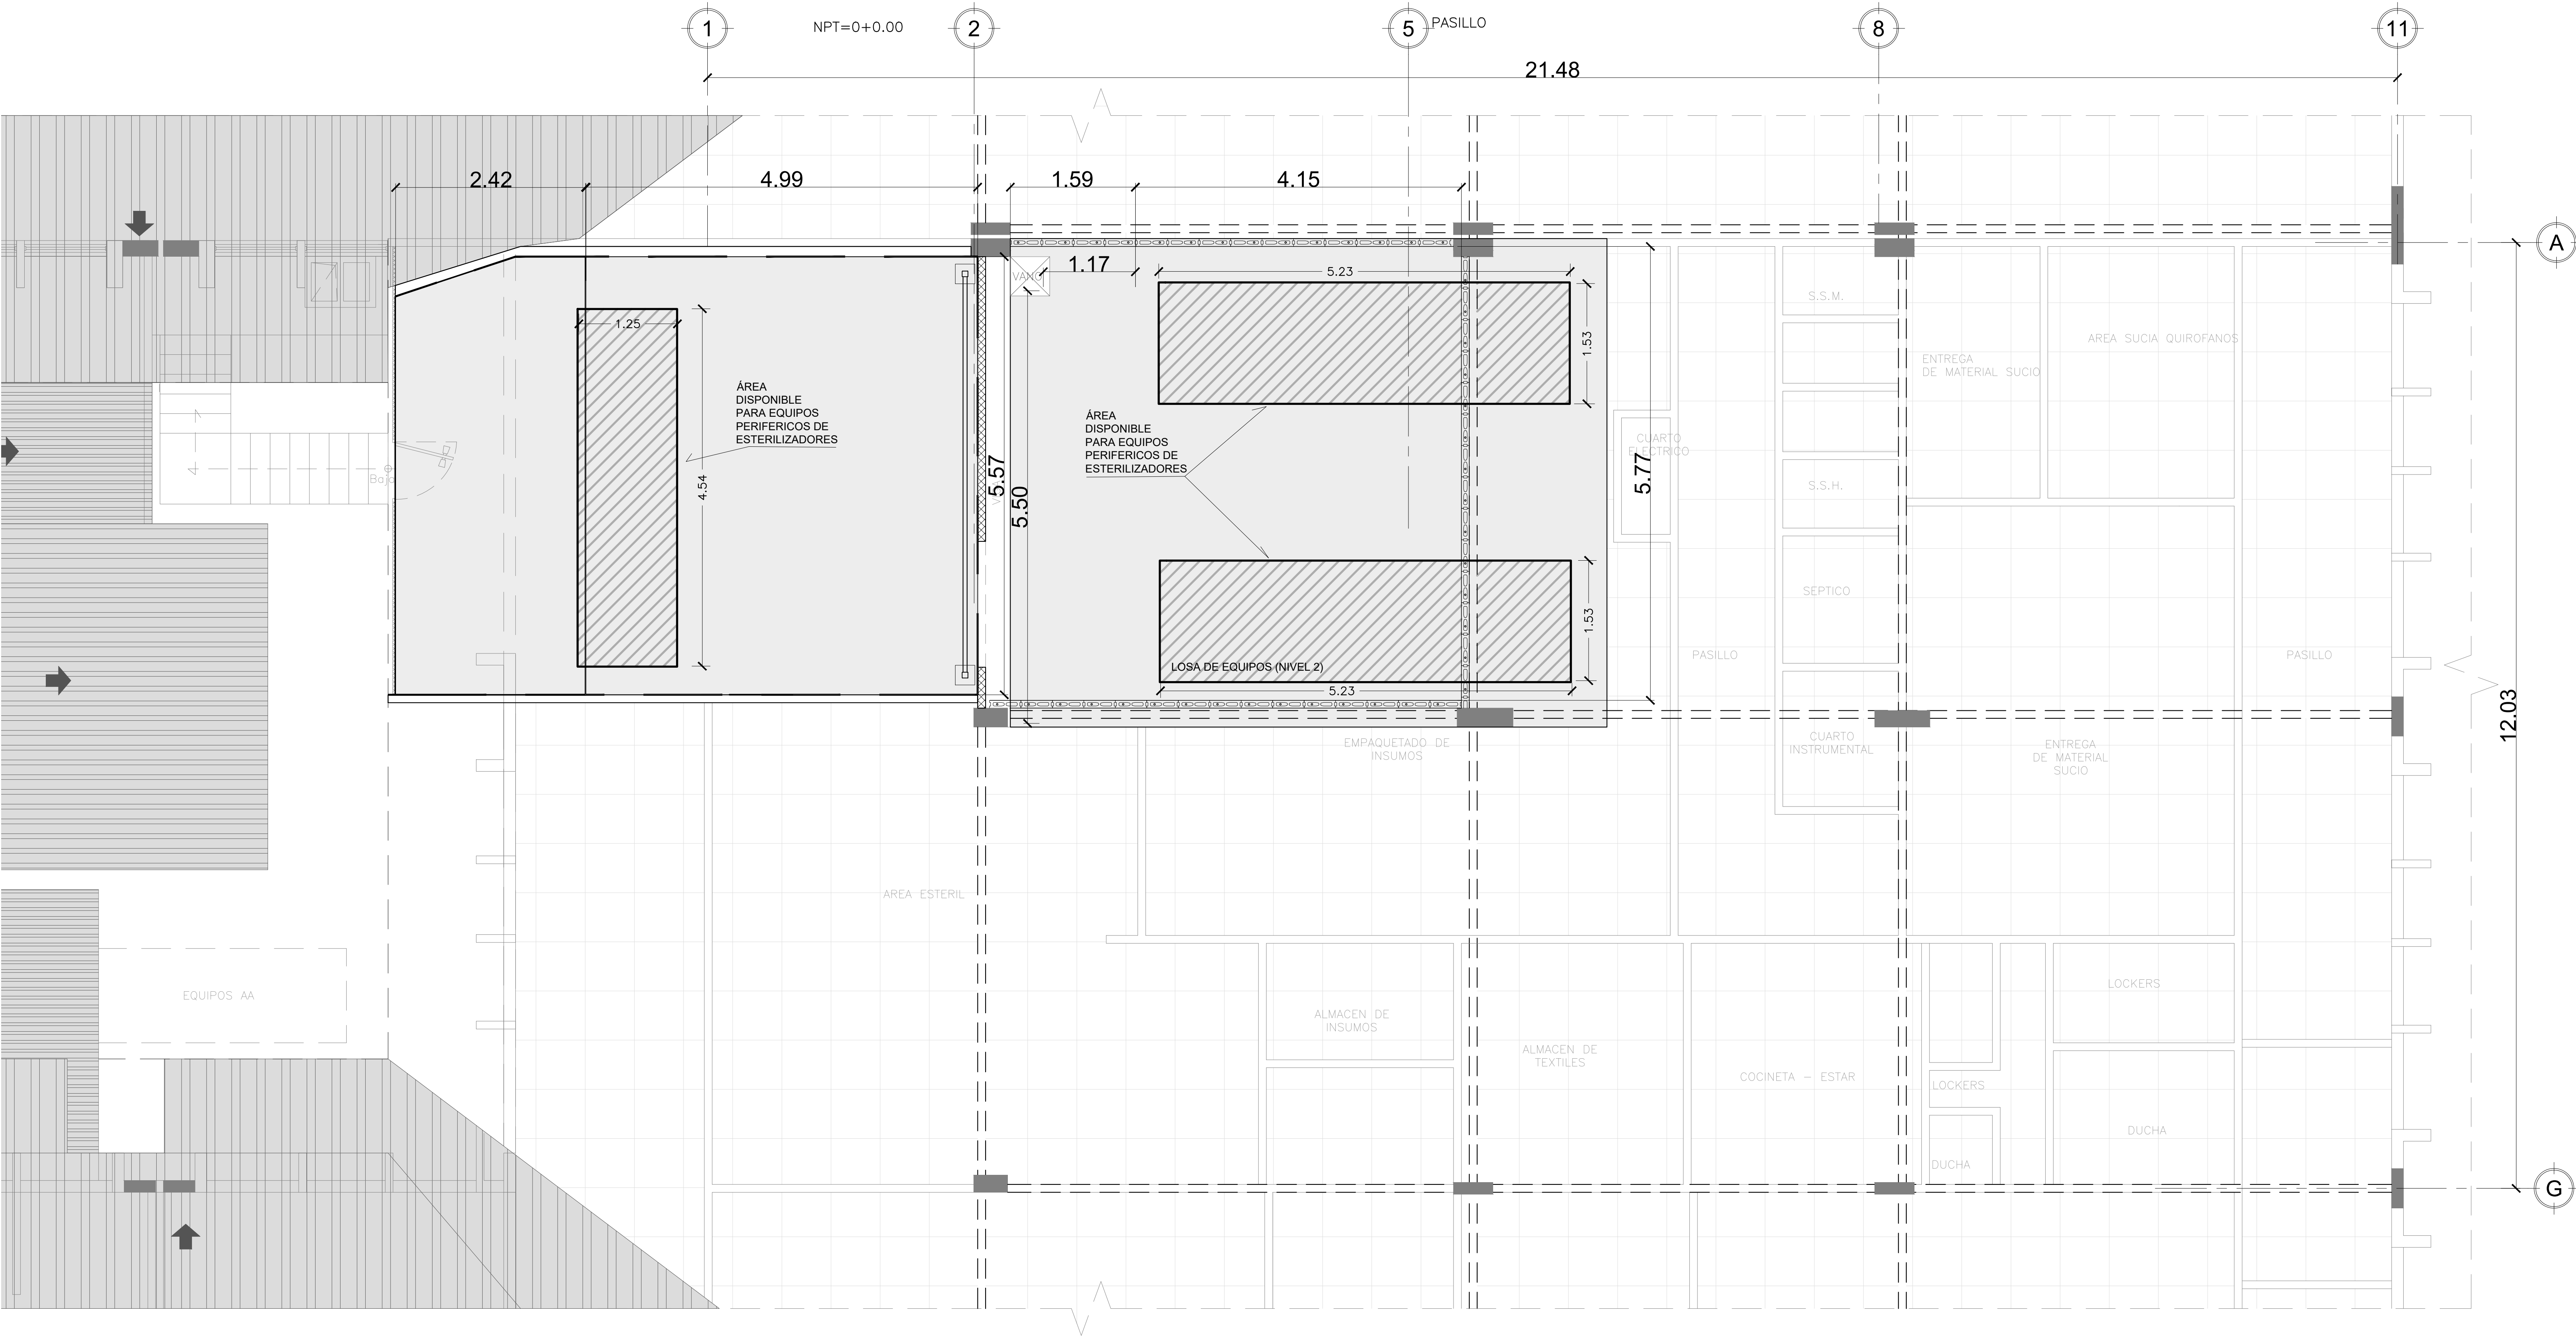 1
NPT=0+0.00
2
5
PASILLO
8
11
21.48
2.42
4.99
1.59
4.15
A
VANO
1.17
5.23
1.53
1.25
4.54
ÁREA
DISPONIBLE
PARA EQUIPOS
PERIFERICOS DE
ESTERILIZADORES
5.57
5.50
ÁREA
DISPONIBLE
PARA EQUIPOS
PERIFERICOS DE
ESTERILIZADORES
5.77
CUARTO
ELECTRICO
S.S.M.
ENTREGA
DE MATERIAL SUCIO
AREA SUCIA QUIROFANOS
S.S.H.
Baja
SEPTICO
1.53
LOSA DE EQUIPOS (NIVEL 2)
5.23
PASILLO
PASILLO
12.03
EMPAQUETADO DE
INSUMOS
CUARTO
INSTRUMENTAL
ENTREGA
DE MATERIAL
SUCIO
AREA ESTERIL
EQUIPOS AA
ALMACEN DE
INSUMOS
ALMACEN DE
TEXTILES
COCINETA - ESTAR
LOCKERS
LOCKERS
DUCHA
DUCHA
G